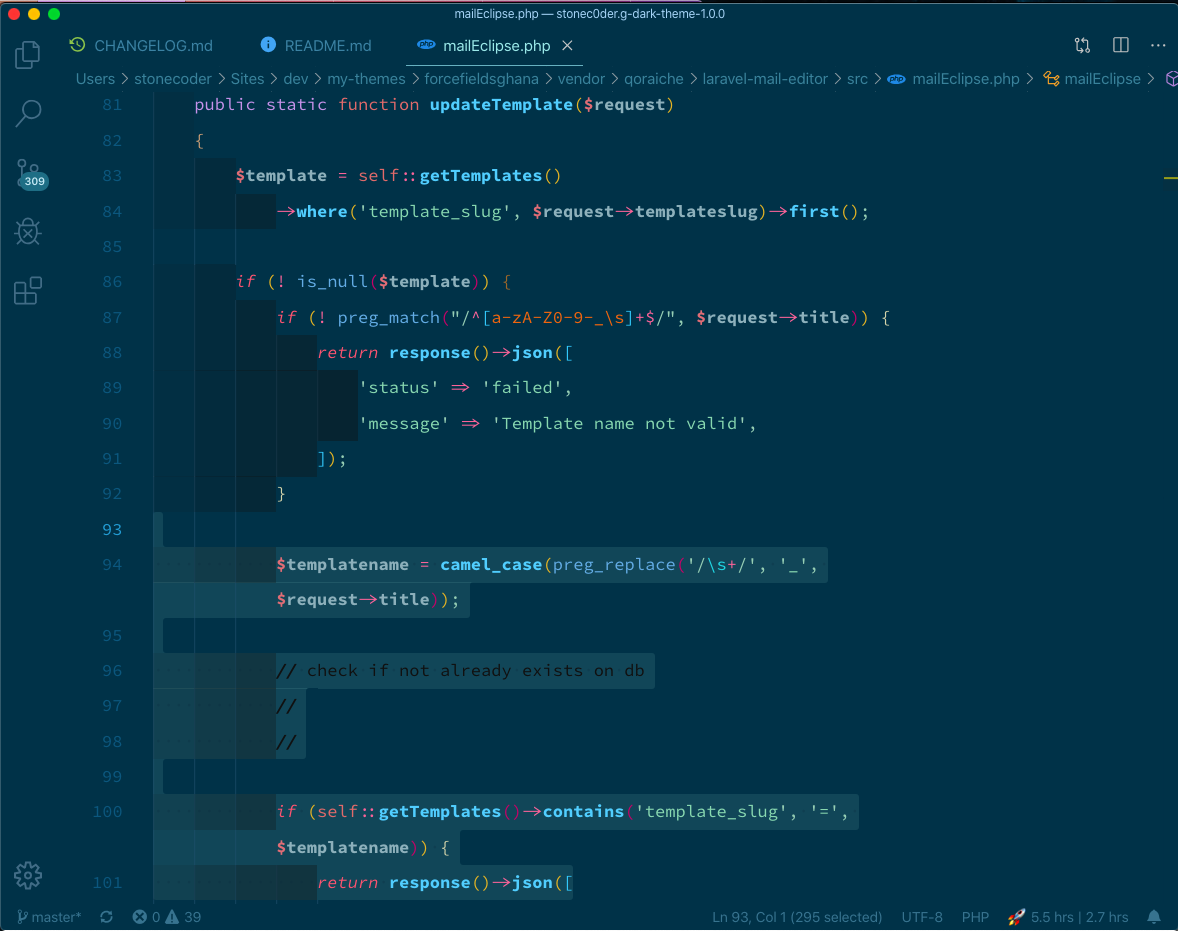 mailEclipse.php — stonec0der.g-dark-theme-1.0.0
CHANGELOG.md README.md php mailEclipse.php
Users > stonecoder > Sites > dev > my-themes > forcefieldsghana > vendor > qoraiche > laravel-mail-editor > src > php mailEclipse.php > mailEclipse >
81 public static function updateTemplate($request)
82 {
83 $template = self::getTemplates()
84 ->where('template_slug', $request->templateslug)->first();
85
86 if (! is_null($template)) {
87 if (! preg_match("/^[a-zA-Z0-9-_\s]+$/", $request->title)) {
88 return response()->json([
89 'status' => 'failed',
90 'message' => 'Template name not valid',
91 ]);
92 }
93
94 $templatename = camel_case(preg_replace('/\s+/', '_',
$request->title));
95
96 // check if not already exists on db
97 //
98 //
99
100 if (self::getTemplates()->contains('template_slug', '=',
$templatename)) {
101 return response()->json([
309
master* 0 39 Ln 93, Col 1 (295 selected) UTF-8 PHP 🚀 5.5 hrs | 2.7 hrs